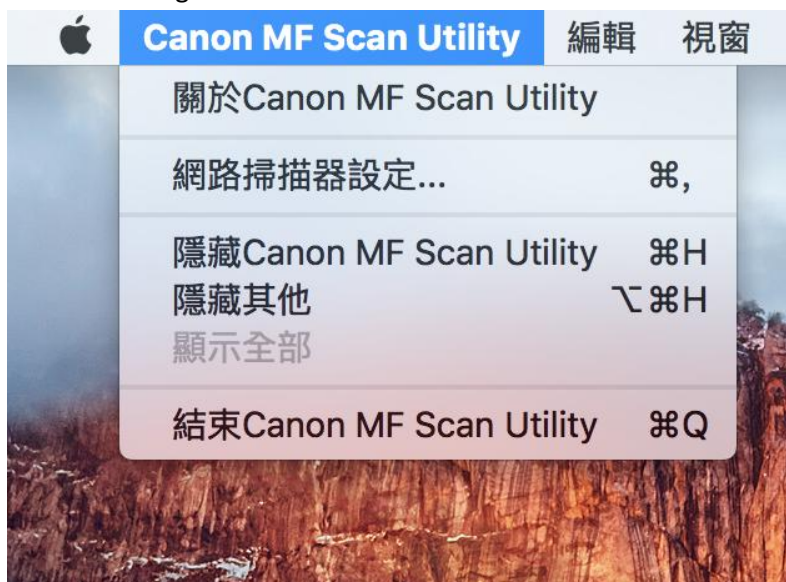 Canon MF Scan Utility 編輯 視窗
關於Canon MF Scan Utility
網路掃描器設定... ⌘,
隱藏Canon MF Scan Utility ⌘H
隱藏其他 ⌥⌘H
顯示全部
結束Canon MF Scan Utility ⌘Q